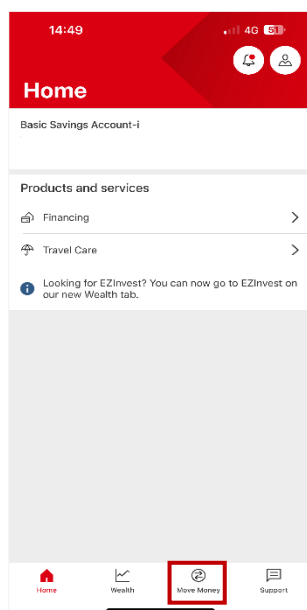 14:49
4G 51
Home
Basic Savings Account-i
Products and services
Financing
Travel Care
Looking for EZInvest? You can now go to EZInvest on
our new Wealth tab.
Home Wealth Move Money Support